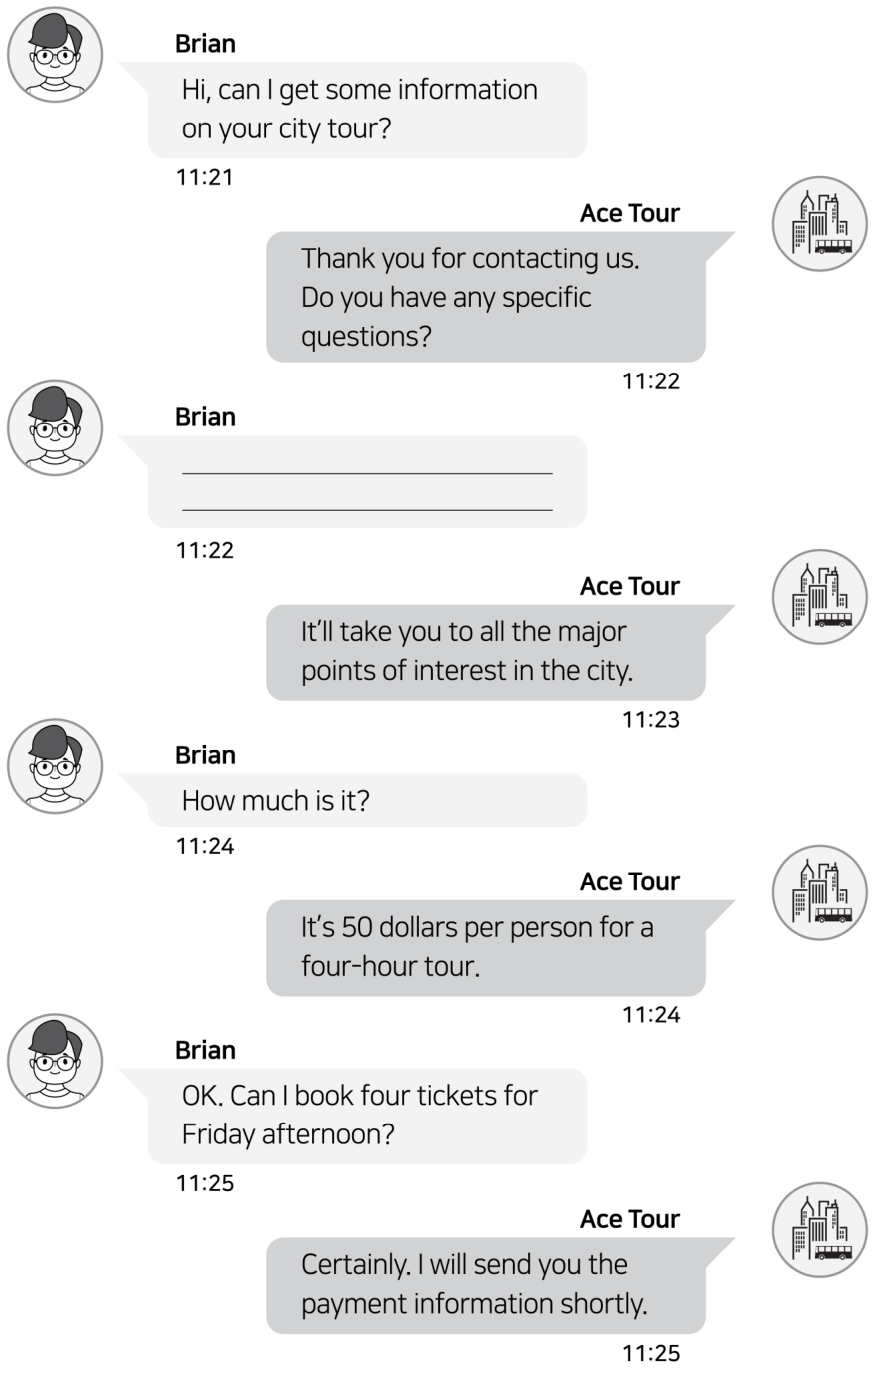 Brian
Hi, can I get some information
on your city tour?
11:21
Ace Tour
Thank you for contacting us.
Do you have any specific
questions?
11:22
Brian
11:22
Ace Tour
It'll take you to all the major
points of interest in the city.
11:23
Brian
How much is it?
11:24
Ace Tour
It's 50 dollars per person for a
four-hour tour.
11:24
Brian
OK. Can I book four tickets for
Friday afternoon?
11:25
Ace Tour
Certainly. I will send you the
payment information shortly.
11:25